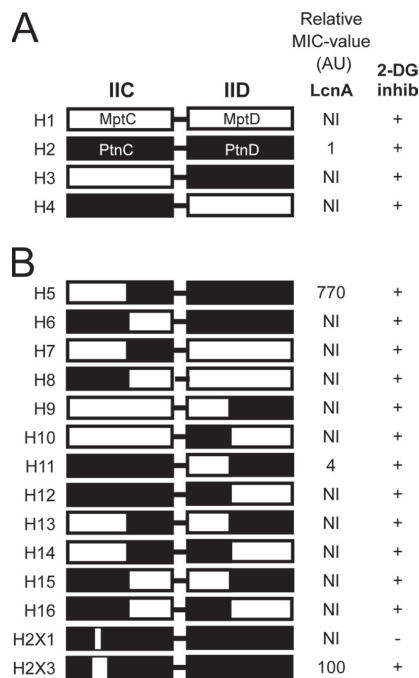 A
Relative
MIC-value
(AU)
IIC IID LcnA 2-DG
inhib
H1 MptC MptD NI +
H2 PtnC PtnD 1 +
H3 NI +
H4 NI +
B
H5 770 +
H6 NI +
H7 NI +
H8 NI +
H9 NI +
H10 NI +
H11 4 +
H12 NI +
H13 NI +
H14 NI +
H15 NI +
H16 NI +
H2X1 NI -
H2X3 100 +